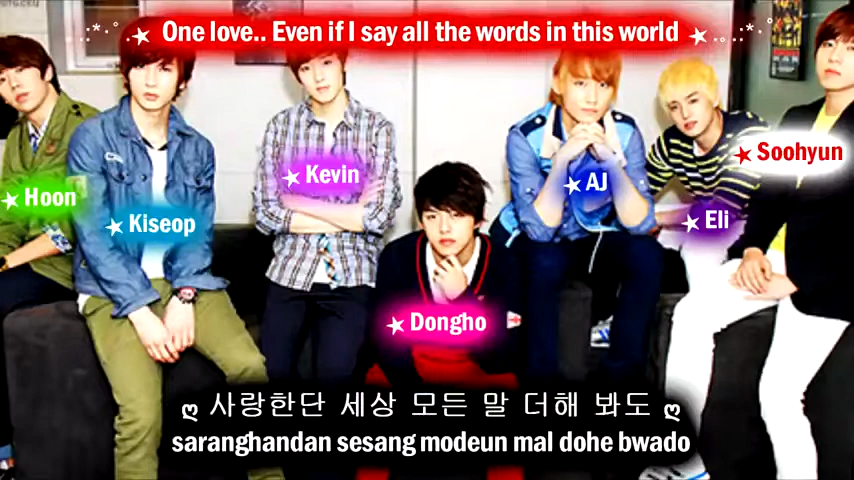 One love.. Even if I say all the words in this world
Soohyun
Kevin
AJ
Hoon
Kiseop
Eli
Dongho
사랑한단 세상 모든 말 더해 봐도
saranghandan sesang modeun mal dohe bwado